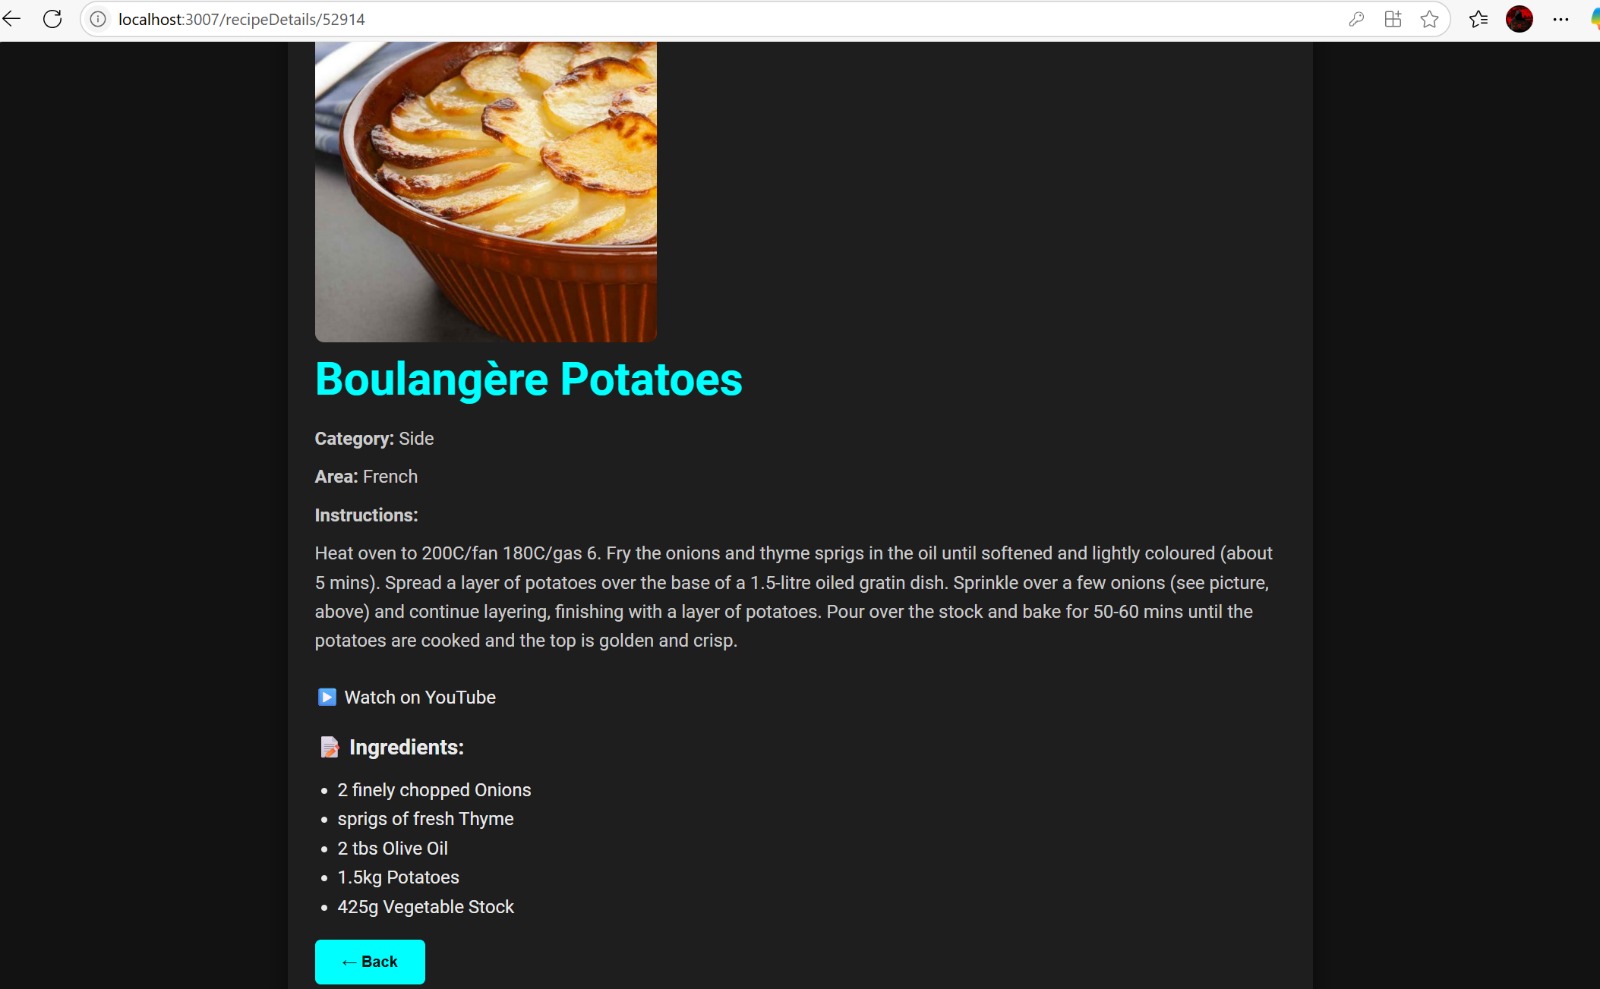 localhost:3007/recipeDetails/52914
Boulangère Potatoes
Category: Side
Area: French
Instructions:
Heat oven to 200C/fan 180C/gas 6. Fry the onions and thyme sprigs in the oil until softened and lightly coloured (about
5 mins). Spread a layer of potatoes over the base of a 1.5-litre oiled gratin dish. Sprinkle over a few onions (see picture,
above) and continue layering, finishing with a layer of potatoes. Pour over the stock and bake for 50-60 mins until the
potatoes are cooked and the top is golden and crisp.
Watch on YouTube
Ingredients:
2 finely chopped Onions
sprigs of fresh Thyme
2 tbs Olive Oil
1.5kg Potatoes
425g Vegetable Stock
← Back